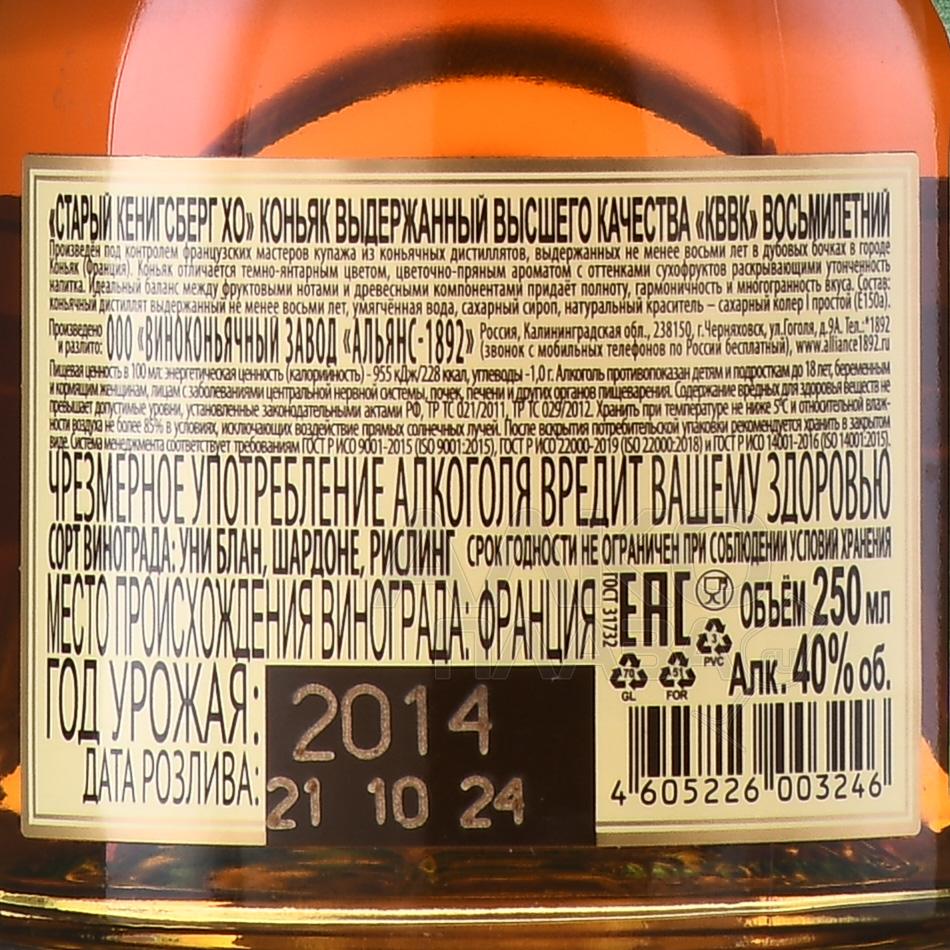 «СТАРЫЙ КЕНИГСБЕРГ ХО» КОНЬЯК ВЫДЕРЖАННЫЙ ВЫСШЕГО КАЧЕСТВА «КВВК» ВОСЬМИЛЕТНИЙ
Произведён под контролем французских мастеров купажа из коньячных дистиллятов, выдержанных не менее восьми лет в дубовых бочках в городе
Коньяк (Франция). Коньяк отличается темно-янтарным цветом, цветочно-пряным ароматом с оттенками сухофруктов раскрывающими утонченность
напитка. Идеальный баланс между фруктовыми нотами и древесными компонентами придаёт полноту, гармоничность и многогранность вкуса. Состав:
коньячный дистиллят выдержанный не менее восьми лет, умягчённая вода, сахарный сироп, натуральный краситель – сахарный колер I простой (E150a).
Произведено и разлито: ООО «ВИНОКОНЬЯЧНЫЙ ЗАВОД «АЛЬЯНС-1892» Россия, Калининградская обл., 238150, г.Черняховск, ул.Гоголя, д.9А. Тел.:*1892
(звонок с мобильных телефонов по России бесплатный), www.alliance1892.ru
Пищевая ценность в 100 мл: энергетическая ценность (калорийность) - 955 кДж/228 ккал, углеводы -1,0 г. Алкоголь противопоказан детям и подросткам до 18 лет, беременным
и кормящим женщинам, лицам с заболеваниями центральной нервной системы, почек, печени и других органов пищеварения. Содержание вредных для здоровья веществ не
превышает допустимые уровни, установленные законодательными актами РФ, ТР ТС 021/2011, ТР ТС 029/2012. Хранить при температуре не ниже 5°С и относительной влаж-
ности воздуха не более 85% в условиях, исключающих воздействие прямых солнечных лучей. После вскрытия потребительской упаковки рекомендуется хранить в закрытом
виде. Система менеджмента соответствует требованиям ГОСТ Р ИСО 9001-2015 (ISO 9001:2015), ГОСТ Р ИСО 22000-2019 (ISO 22000:2018) и ГОСТ Р ИСО 14001-2016 (ISO 14001:2015).
ЧРЕЗМЕРНОЕ УПОТРЕБЛЕНИЕ АЛКОГОЛЯ ВРЕДИТ ВАШЕМУ ЗДОРОВЬЮ
СОРТ ВИНОГРАДА: УНИ БЛАН, ШАРДОНЕ, РИСЛИНГ СРОК ГОДНОСТИ НЕ ОГРАНИЧЕН ПРИ СОБЛЮДЕНИИ УСЛОВИЙ ХРАНЕНИЯ
МЕСТО ПРОИСХОЖДЕНИЯ ВИНОГРАДА: ФРАНЦИЯ
ГОСТ 31732
EAC
ОБЪЁМ 250 МЛ
3 PVC
70 GL
51 FOR
Алк. 40% об.
ГОД УРОЖАЯ: 2014
ДАТА РОЗЛИВА: 21 10 24
4 605226 003246